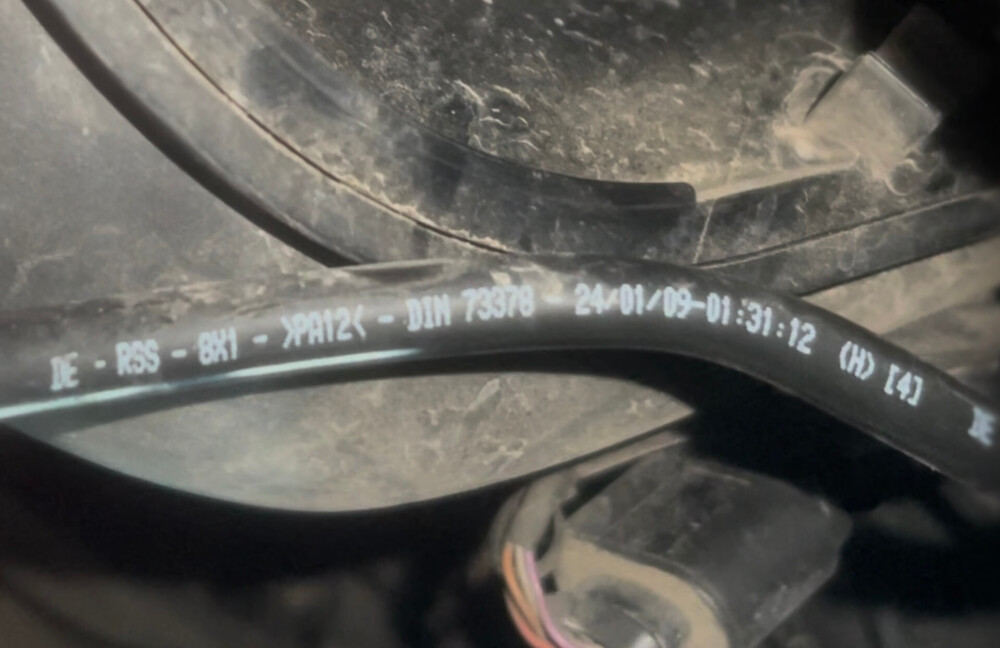 DE - RSS - 8X1 - >PA12< - DIN 73378 - 24/01/09-01:31:12 (H) [4] DE